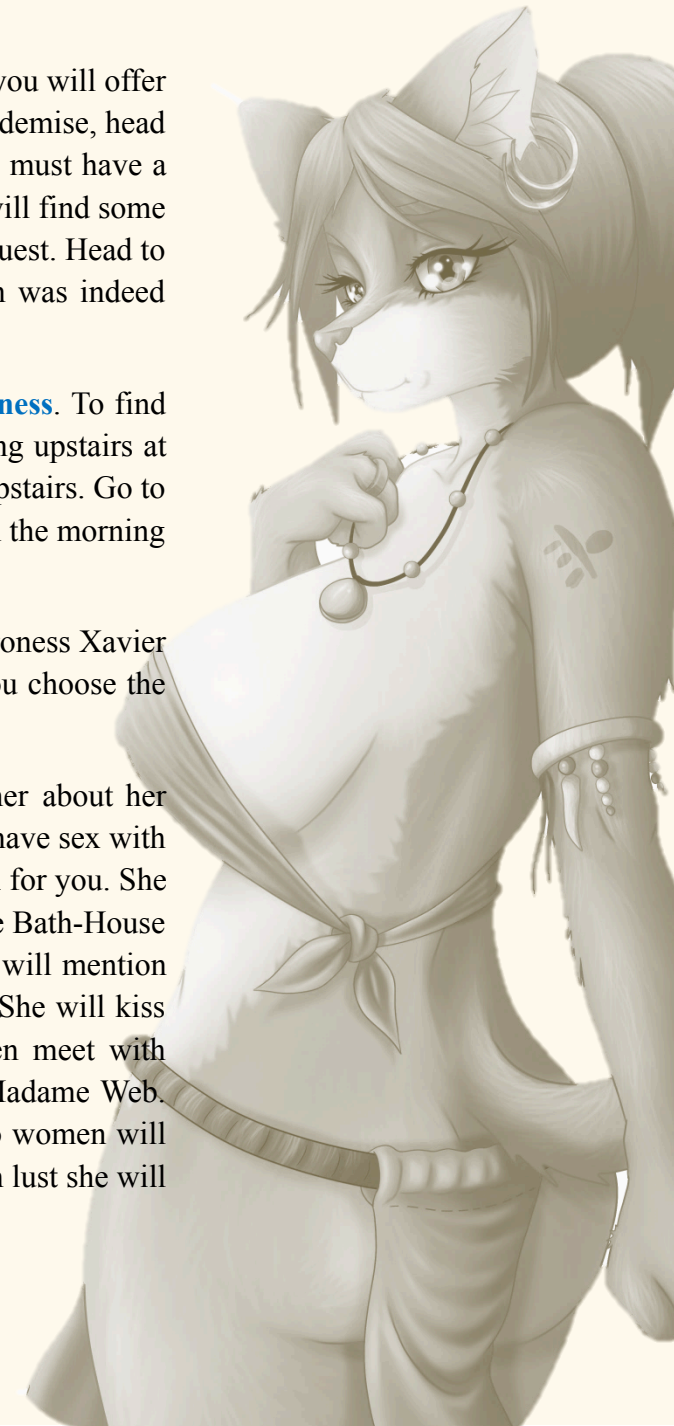 you will offer
demise, head
must have a
will find some
uest. Head to
was indeed
ness. To find
ng upstairs at
pstairs. Go to
the morning
oness Xavier
ou choose the
her about her
have sex with
for you. She
e Bath-House
will mention
She will kiss
en meet with
Madame Web.
women will
lust she will